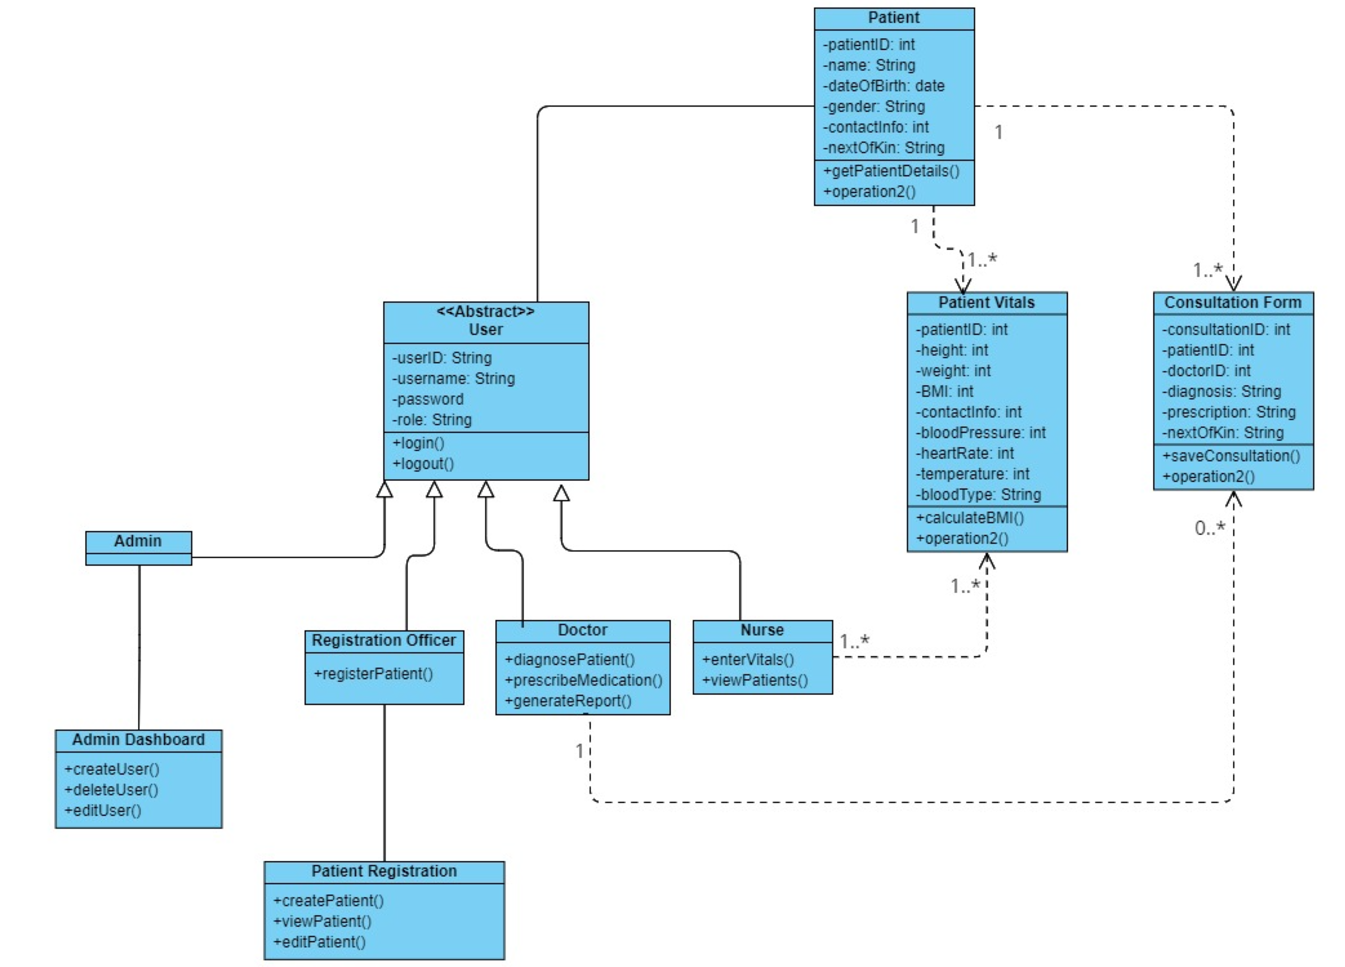 Patient
-patientID: int
-name: String
-dateOfBirth: date
-gender: String
-contactInfo: int
-nextOfKin: String
+getPatientDetails()
+operation2()
1
1
1..*
1..*
<<Abstract>>
User
-userID: String
-username: String
-password
-role: String
+login()
+logout()
Patient Vitals
-patientID: int
-height: int
-weight: int
-BMI: int
-contactInfo: int
-bloodPressure: int
-heartRate: int
-temperature: int
-bloodType: String
+calculateBMI()
+operation2()
Consultation Form
-consultationID: int
-patientID: int
-doctorID: int
-diagnosis: String
-prescription: String
-nextOfKin: String
+saveConsultation()
+operation2()
0..*
1..*
Admin
Registration Officer
+registerPatient()
Doctor
+diagnosePatient()
+prescribeMedication()
+generateReport()
Nurse
+enterVitals()
+viewPatients()
1..*
1
Admin Dashboard
+createUser()
+deleteUser()
+editUser()
Patient Registration
+createPatient()
+viewPatient()
+editPatient()